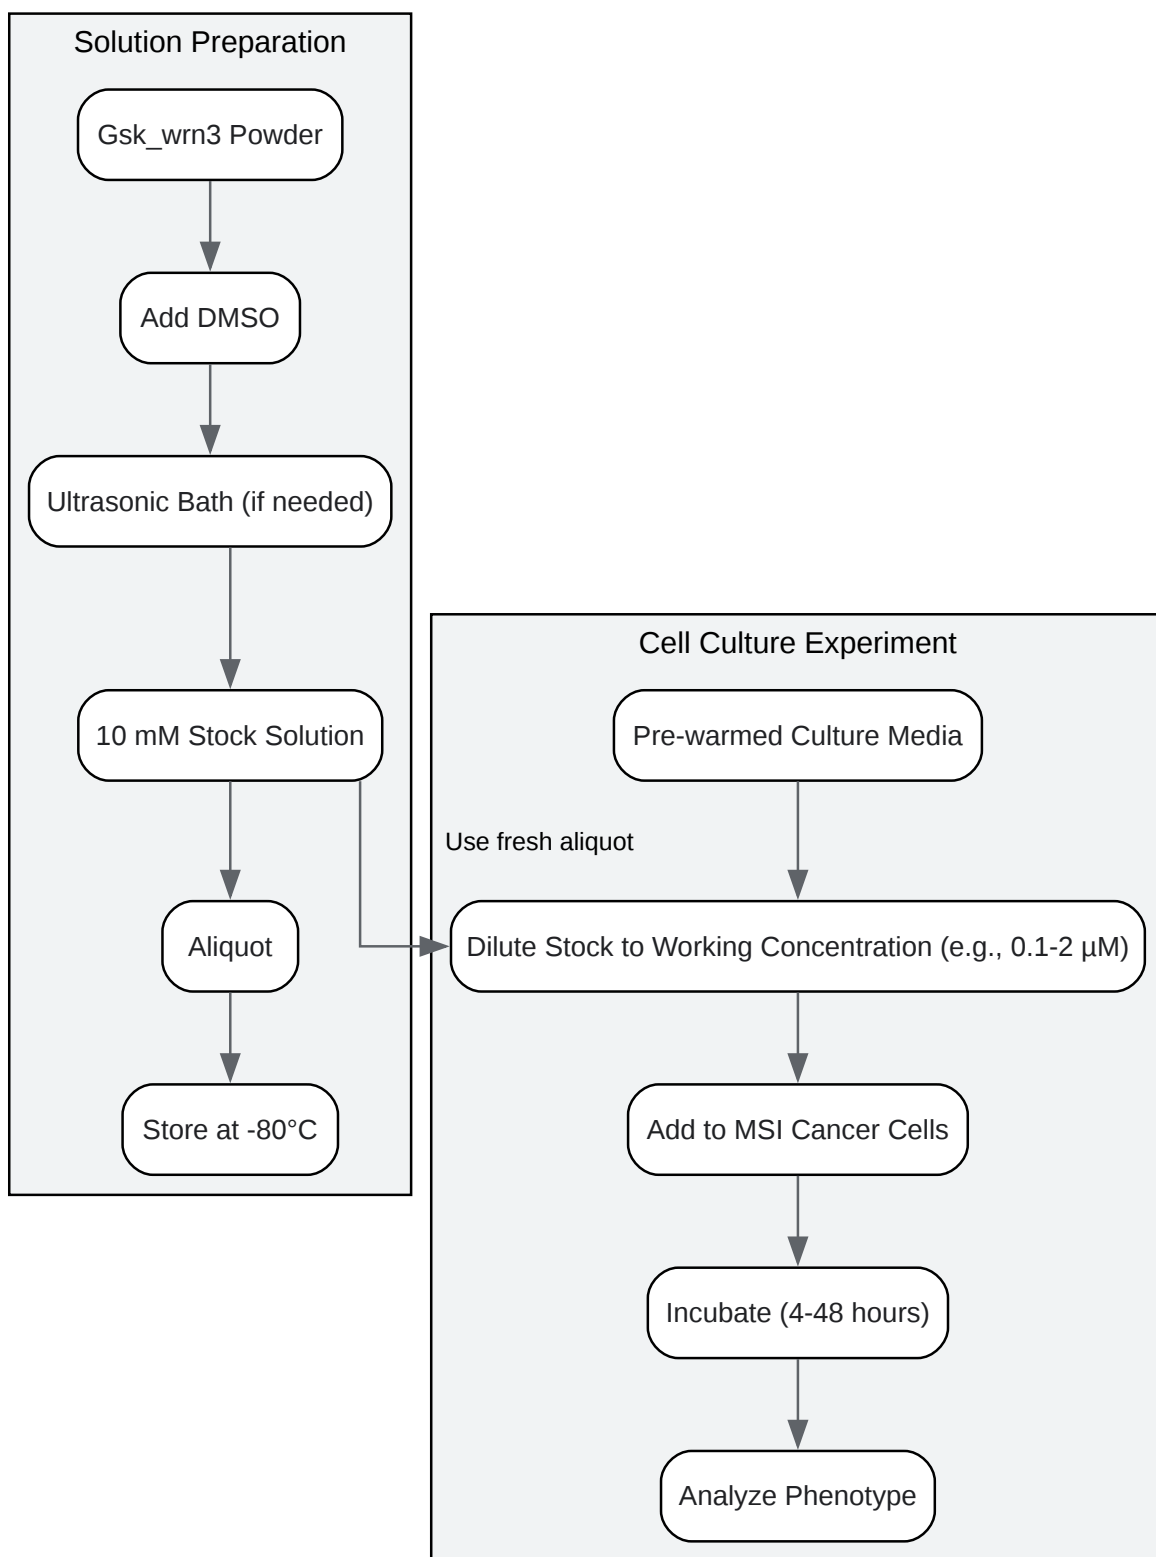 Solution Preparation
Gsk_wrn3 Powder
Add DMSO
Ultrasonic Bath (if needed)
10 mM Stock Solution
Aliquot
Store at -80°C
Cell Culture Experiment
Pre-warmed Culture Media
Use fresh aliquot
Dilute Stock to Working Concentration (e.g., 0.1-2 µM)
Add to MSI Cancer Cells
Incubate (4-48 hours)
Analyze Phenotype